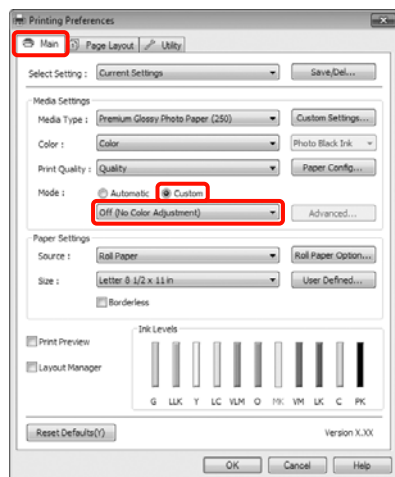 Printing Preferences
Main Page Layout Utility
Select Setting : Current Settings Save/Del...
Media Settings
Media Type : Premium Glossy Photo Paper (250) Custom Settings...
Color : Color Photo Black Ink
Print Quality : Quality Paper Config...
Mode : Automatic Custom
Off (No Color Adjustment) Advanced...
Paper Settings
Source : Roll Paper Roll Paper Option...
Size : Letter 8 1/2 x 11 in User Defined...
Borderless
Print Preview
Layout Manager
Ink Levels
G LLK Y LC VLM O MK VM LK C PK
Reset Defaults(Y) Version X.XX
OK Cancel Help